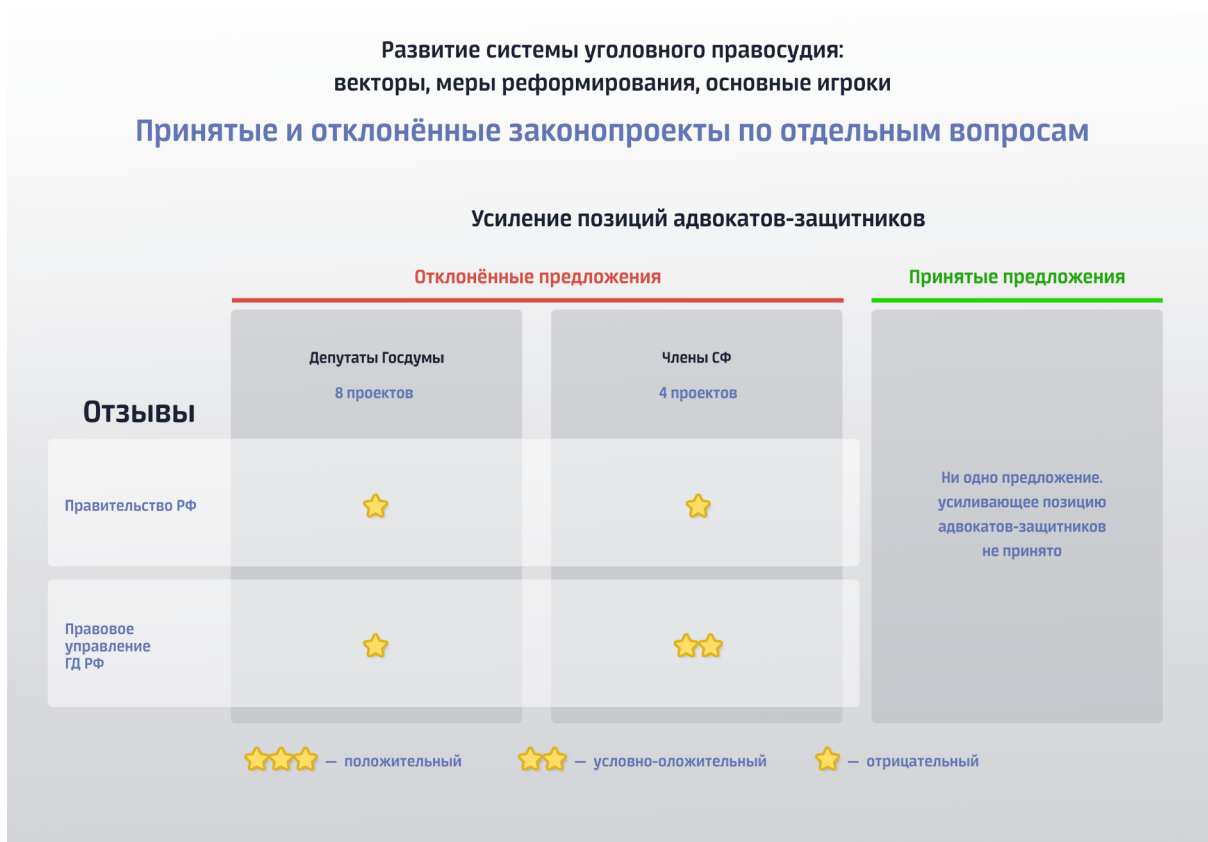 Развитие системы уголовного правосудия:
векторы, меры реформирования, основные игроки
Принятые и отклонённые законопроекты по отдельным вопросам
Усиление позиций адвокатов-защитников
Отклонённые предложения
Принятые предложения
Депутаты Госдумы
Члены СФ
8 проектов
4 проектов
Отзывы
Правительство РФ
Ни одно предложение.
усиливающее позицию
адвокатов-защитников
не принято
Правовое
управление
ГД РФ
— положительный
— условно-оложительный
— отрицательный